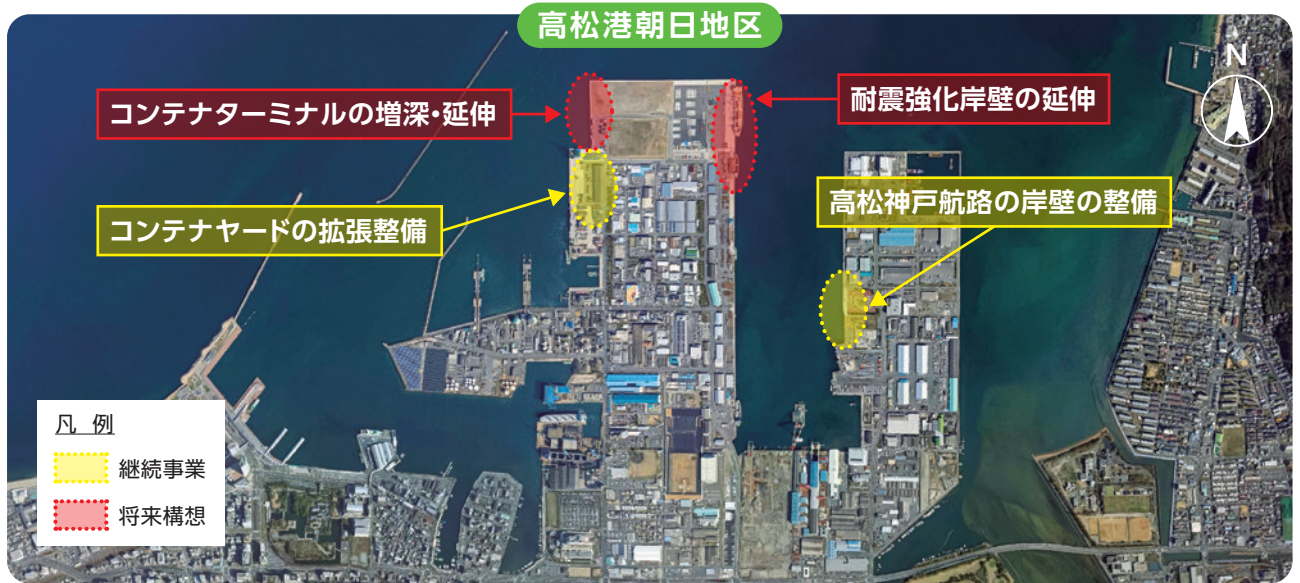 高松港朝日地区
N
コンテナターミナルの増深・延伸
耐震強化岸壁の延伸
コンテナヤードの拡張整備
高松神戸航路の岸壁の整備
凡 例
継続事業
将来構想